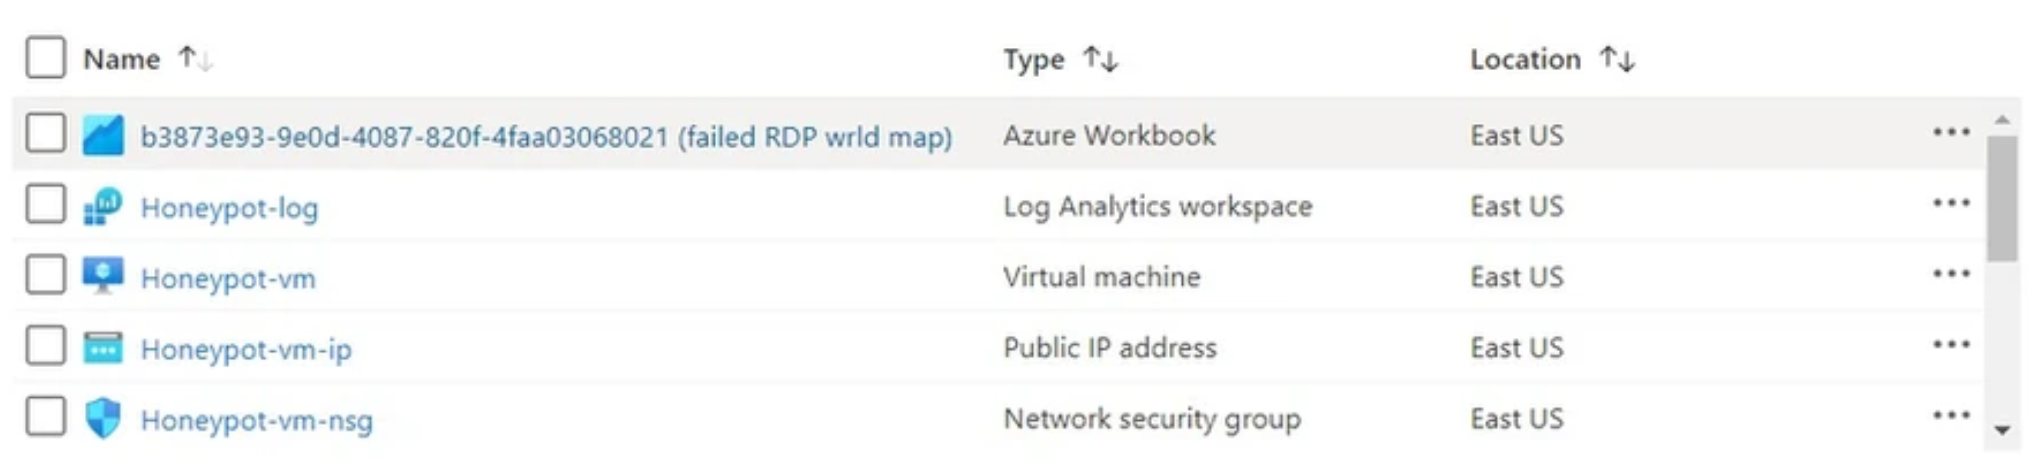 Name ↑↓ Type ↑↓ Location ↑↓
b3873e93-9e0d-4087-820f-4faa03068021 (failed RDP wrld map) Azure Workbook East US ...
Honeypot-log Log Analytics workspace East US ...
Honeypot-vm Virtual machine East US ...
Honeypot-vm-ip Public IP address East US ...
Honeypot-vm-nsg Network security group East US ...